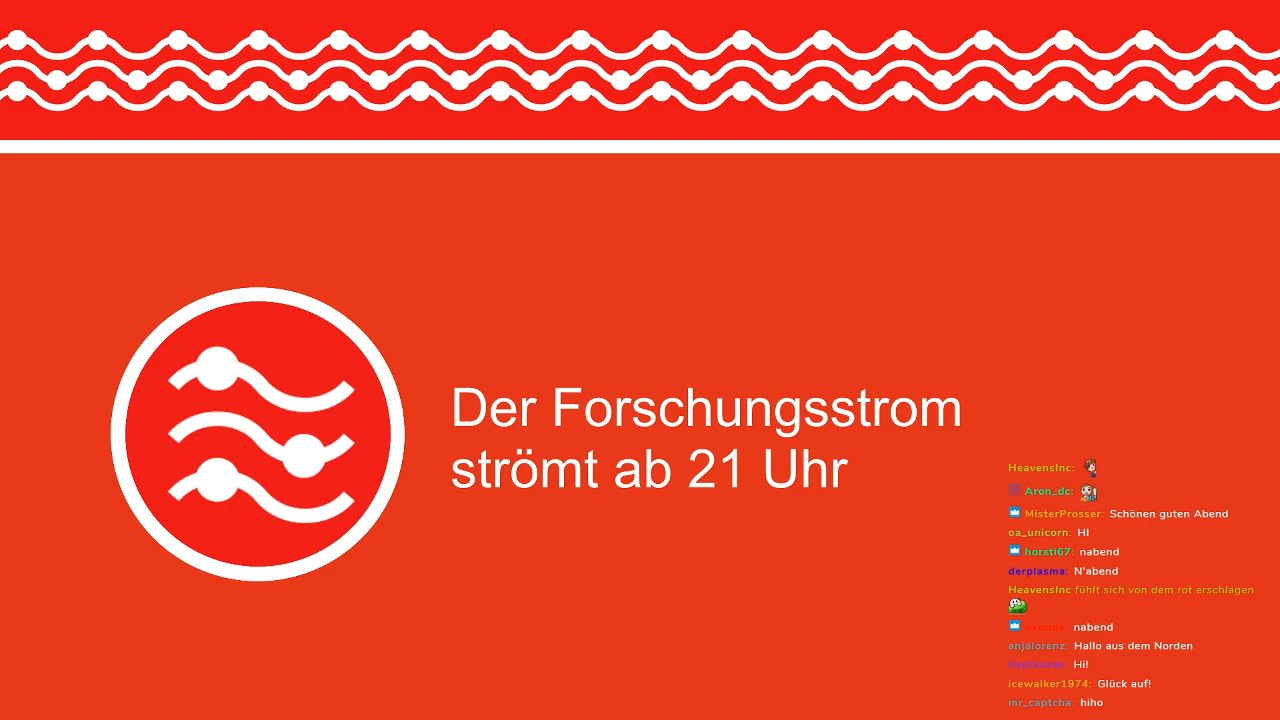 Der Forschungsstrom
strömt ab 21 Uhr
HeavensInc:
Aron_dc:
MisterProsser: Schönen guten Abend
oa_unicorn: HI
horsti67: nabend
derplasma: N'abend
HeavensInc fühlt sich von dem rot erschlagen
nabend
anjalorenz: Hallo aus dem Norden
Hi!
icewalker1974: Glück auf!
mr_captcha: hiho